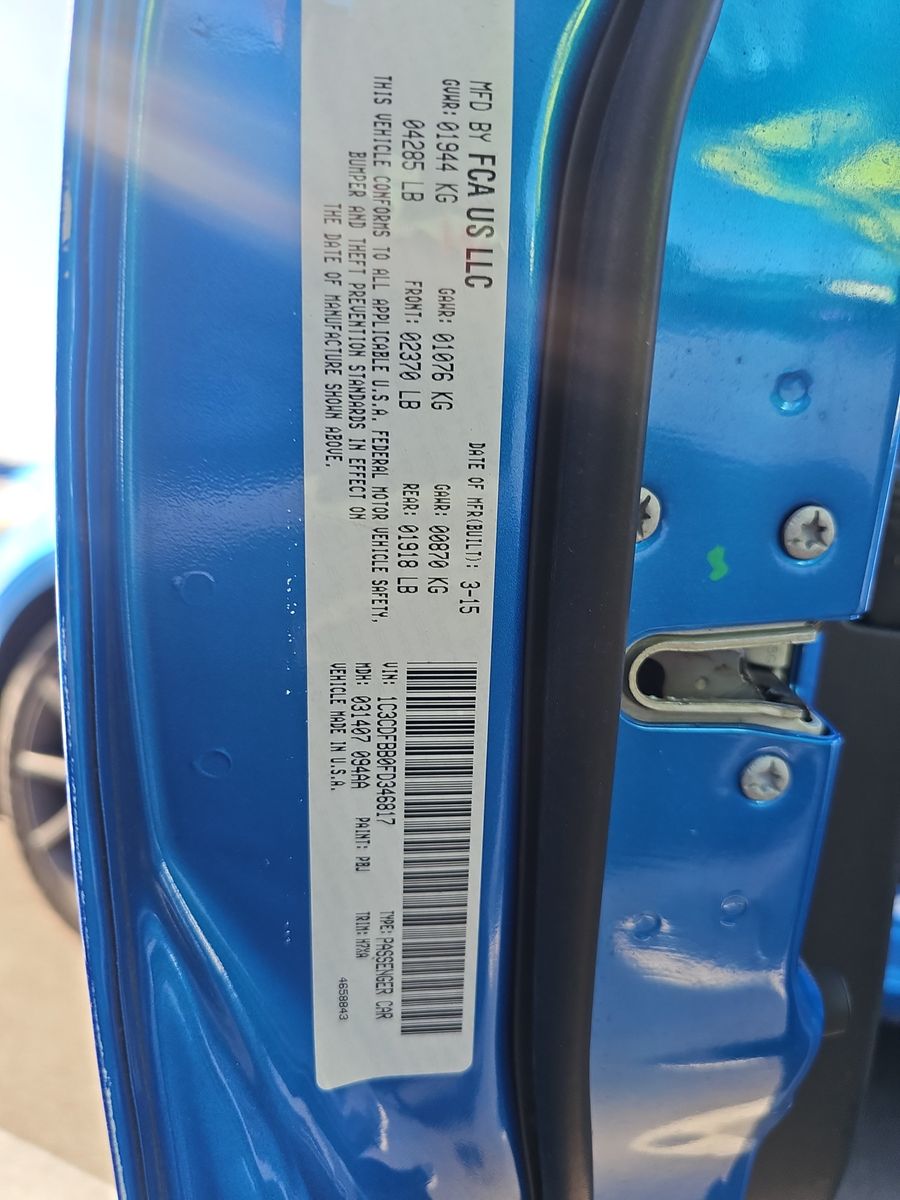 MFD BY FCA US LLC
DATE OF MFR(BUILT): 3-15
GVWR: 01944 KG GAWR: 01076 KG GAWR: 00870 KG
04285 LB FRONT: 02370 LB REAR: 01918 LB
THIS VEHICLE CONFORMS TO ALL APPLICABLE U.S.A. FEDERAL MOTOR VEHICLE SAFETY,
BUMPER AND THEFT PREVENTION STANDARDS IN EFFECT ON
THE DATE OF MANUFACTURE SHOWN ABOVE.
VIN: 1C3CDFBB0FD346817 TYPE: PASSENGER CAR
MDH: 031407 094AA PAINT: PBJ TRIM: H7XA
VEHICLE MADE IN U.S.A. 4658843